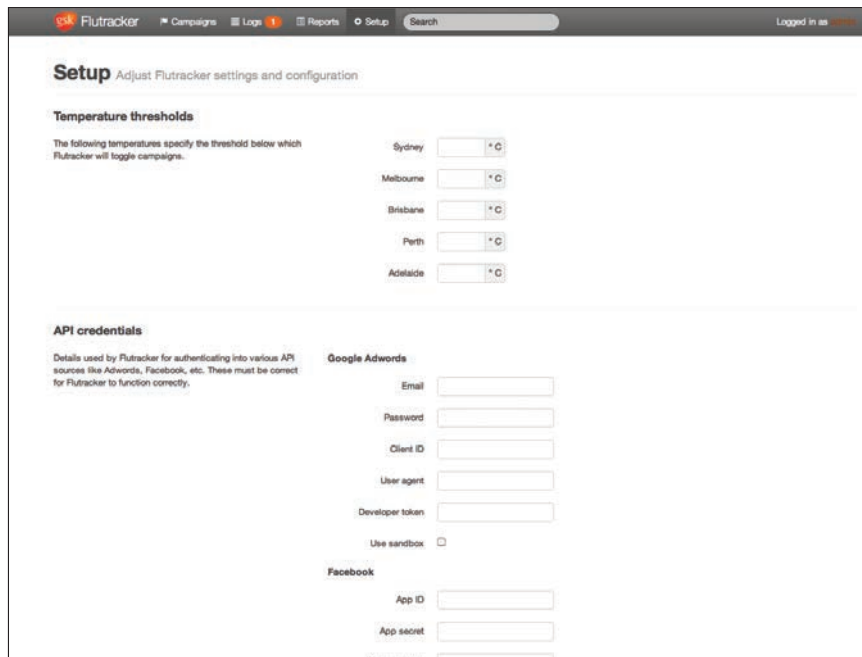 gsk Flutracker Campaigns Logs 1 Reports Setup Search Logged in as
Setup Adjust Flutracker settings and configuration
Temperature thresholds
The following temperatures specify the threshold below which
Flutracker will toggle campaigns.
Sydney ° C
Melbourne ° C
Brisbane ° C
Perth ° C
Adelaide ° C
API credentials
Details used by Flutracker for authenticating into various API
sources like Adwords, Facebook, etc. These must be correct
for Flutracker to function correctly.
Google Adwords
Email
Password
Client ID
User agent
Developer token
Use sandbox
Facebook
App ID
App secret